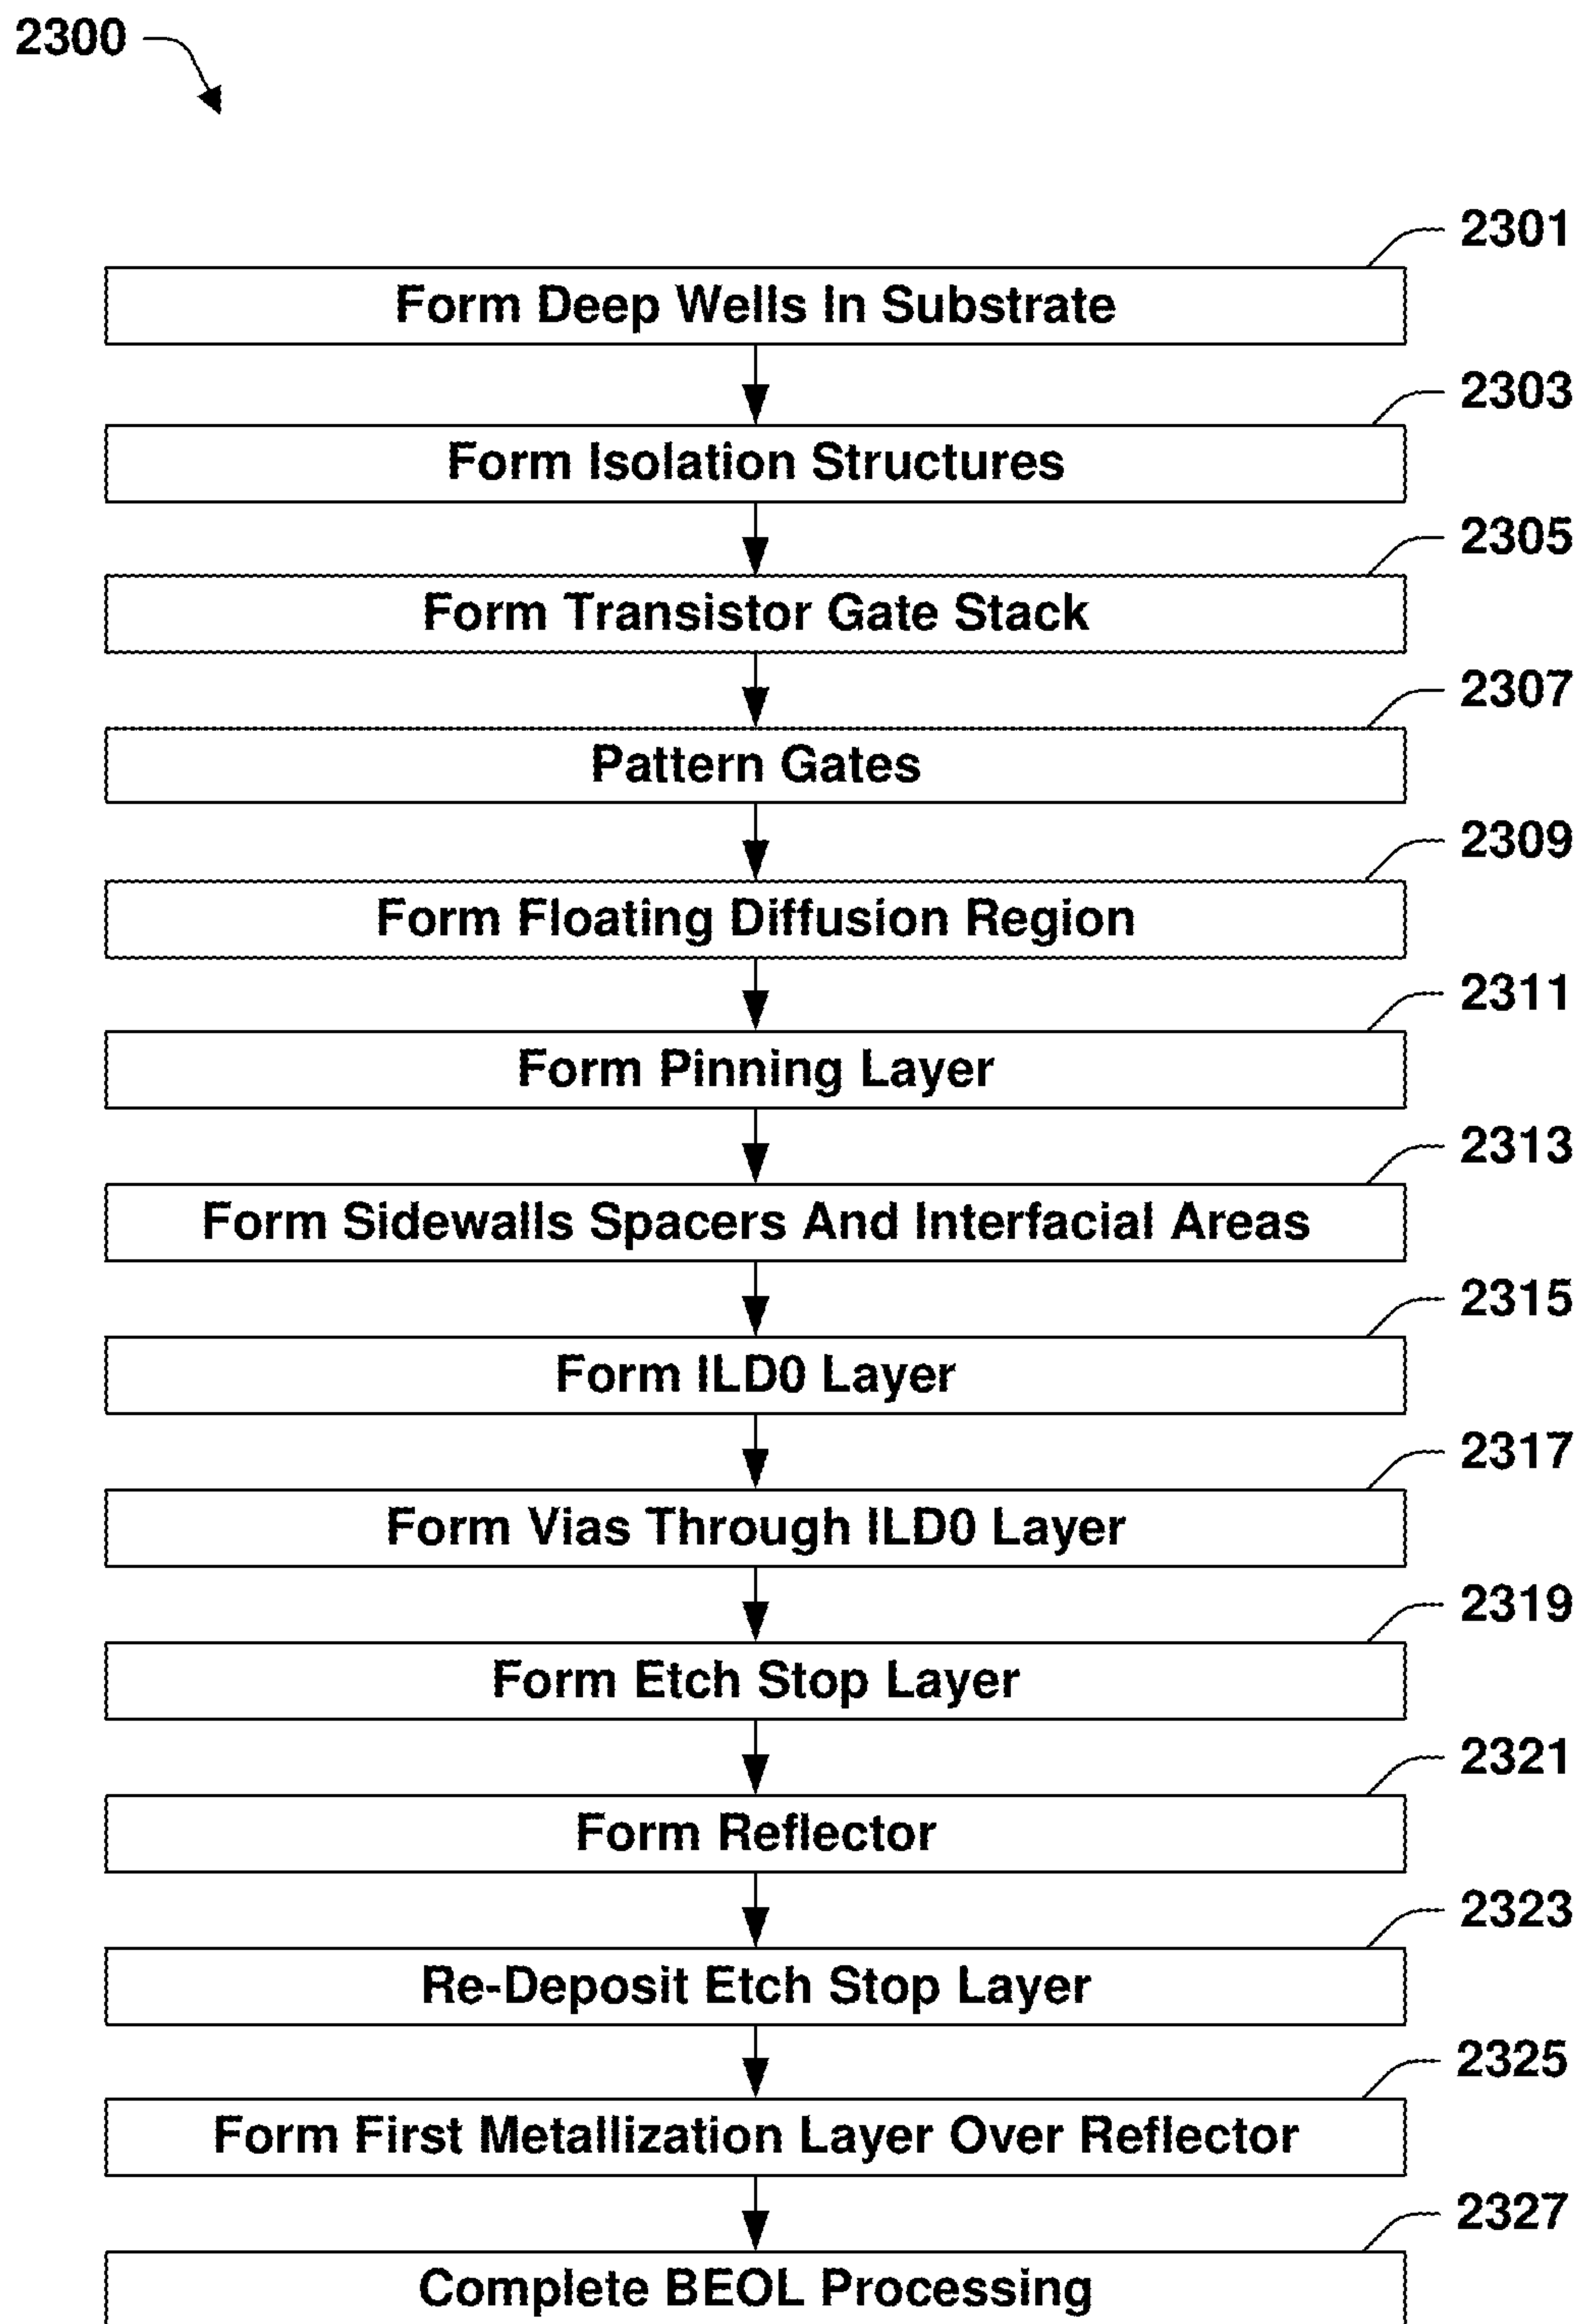 2300
2301
Form Deep Wells In Substrate
2303
Form Isolation Structures
2305
Form Transistor Gate Stack
2307
Pattern Gates
2309
Form Floating Diffusion Region
2311
Form Pinning Layer
2313
Form Sidewalls Spacers And Interfacial Areas
2315
Form ILD0 Layer
2317
Form Vias Through ILD0 Layer
2319
Form Etch Stop Layer
2321
Form Reflector
2323
Re-Deposit Etch Stop Layer
2325
Form First Metallization Layer Over Reflector
2327
Complete BEOL Processing